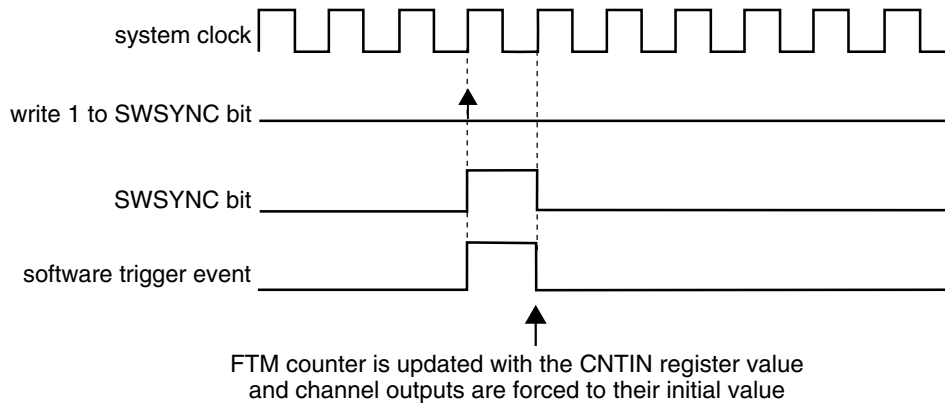 system clock
write 1 to SWSYNC bit
SWSYNC bit
software trigger event
FTM counter is updated with the CNTIN register value
and channel outputs are forced to their initial value